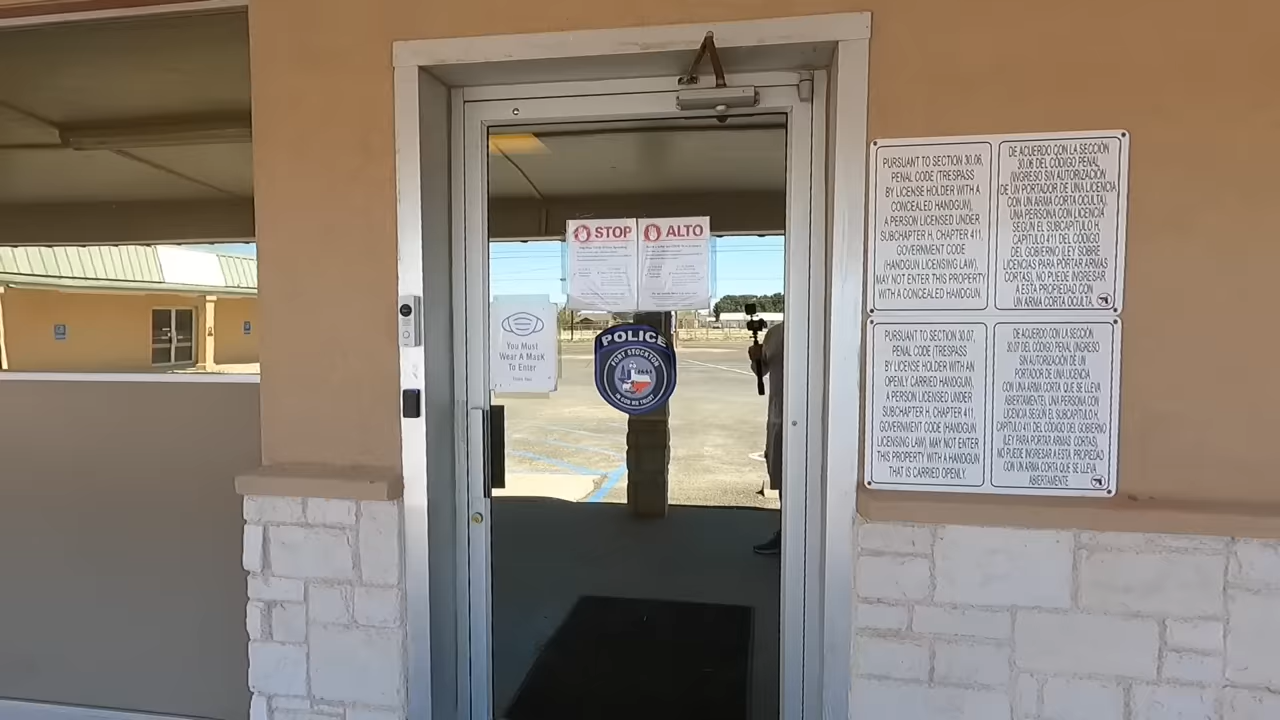 STOP
ALTO
You Must
Wear A Mask
To Enter
POLICE
FORT STOCKTON
IN GOD WE TRUST
PURSUANT TO SECTION 30.06,
PENAL CODE (TRESPASS
BY LICENSE HOLDER WITH A
CONCEALED HANDGUN),
A PERSON LICENSED UNDER
SUBCHAPTER H, CHAPTER 411,
GOVERNMENT CODE
(HANDGUN LICENSING LAW),
MAY NOT ENTER THIS PROPERTY
WITH A CONCEALED HANDGUN.
DE ACUERDO CON LA SECCIÓN
30.06 DEL CÓDIGO PENAL
(INGRESO SIN AUTORIZACIÓN
DE UN PORTADOR DE UNA LICENCIA
CON UN ARMA CORTA OCULTA),
UNA PERSONA CON LICENCIA
SEGÚN EL SUBCAPÍTULO H,
CAPÍTULO 411 DEL CÓDIGO
DEL GOBIERNO (LEY SOBRE
LICENCIAS PARA PORTAR ARMAS
CORTAS), NO PUEDE INGRESAR
A ESTA PROPIEDAD CON
UN ARMA CORTA OCULTA.
PURSUANT TO SECTION 30.07,
PENAL CODE (TRESPASS
BY LICENSE HOLDER WITH AN
OPENLY CARRIED HANDGUN),
A PERSON LICENSED UNDER
SUBCHAPTER H, CHAPTER 411,
GOVERNMENT CODE (HANDGUN
LICENSING LAW), MAY NOT ENTER
THIS PROPERTY WITH A HANDGUN
THAT IS CARRIED OPENLY.
DE ACUERDO CON LA SECCIÓN
30.07 DEL CÓDIGO PENAL (INGRESO
SIN AUTORIZACIÓN DE UN
PORTADOR DE UNA LICENCIA
CON UNA ARMA CORTA QUE SE LLEVA
ABIERTAMENTE), UNA PERSONA CON
LICENCIA SEGÚN EL SUBCAPÍTULO H,
CAPÍTULO 411 DEL CÓDIGO DEL GOBIERNO
(LEY PARA PORTAR ARMAS CORTAS),
NO PUEDE INGRESAR A ESTA PROPIEDAD
CON UN ARMA CORTA QUE SE LLEVA
ABIERTAMENTE.